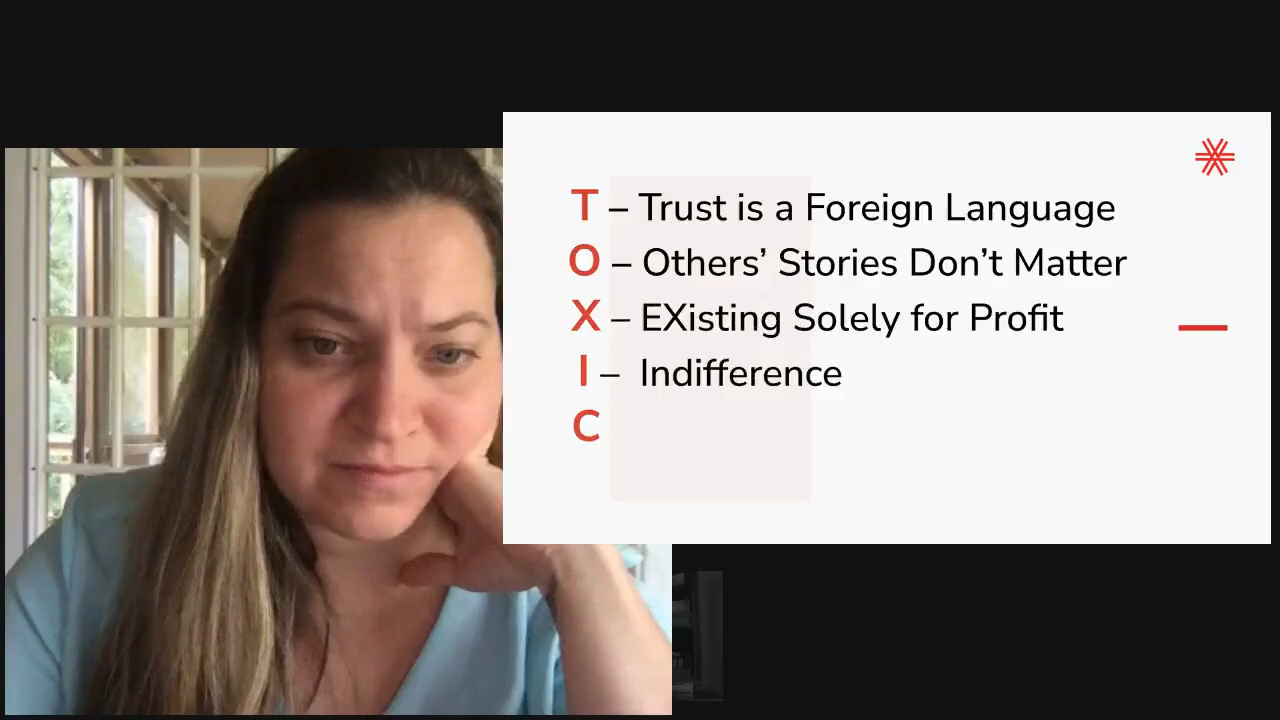 T – Trust is a Foreign Language
O – Others’ Stories Don’t Matter
X – EXisting Solely for Profit
I – Indifference
C